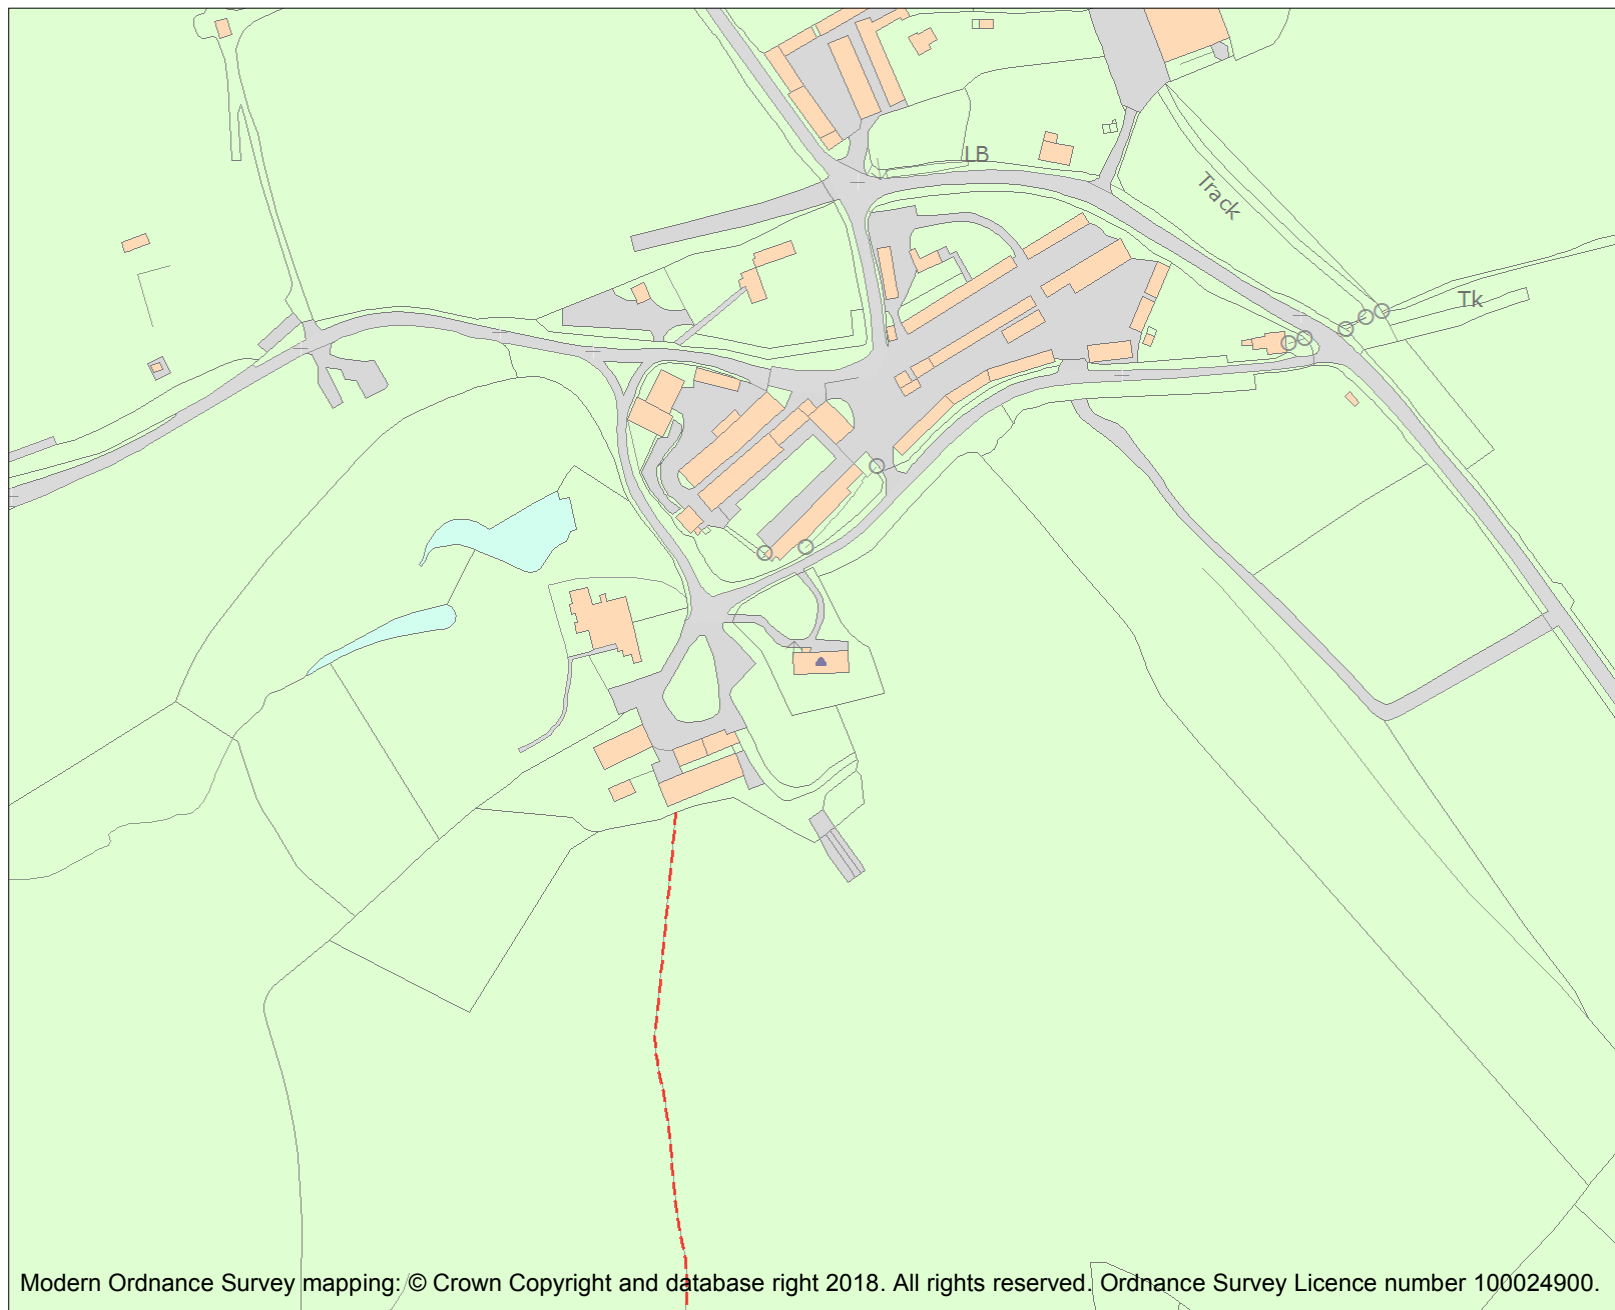 LB
Track
Tk
Modern Ordnance Survey mapping: © Crown Copyright and database right 2018. All rights reserved. Ordnance Survey Licence number 100024900.